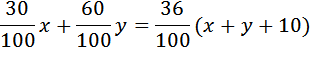 30/100 x + 60/100 y = 36/100 (x + y + 10)